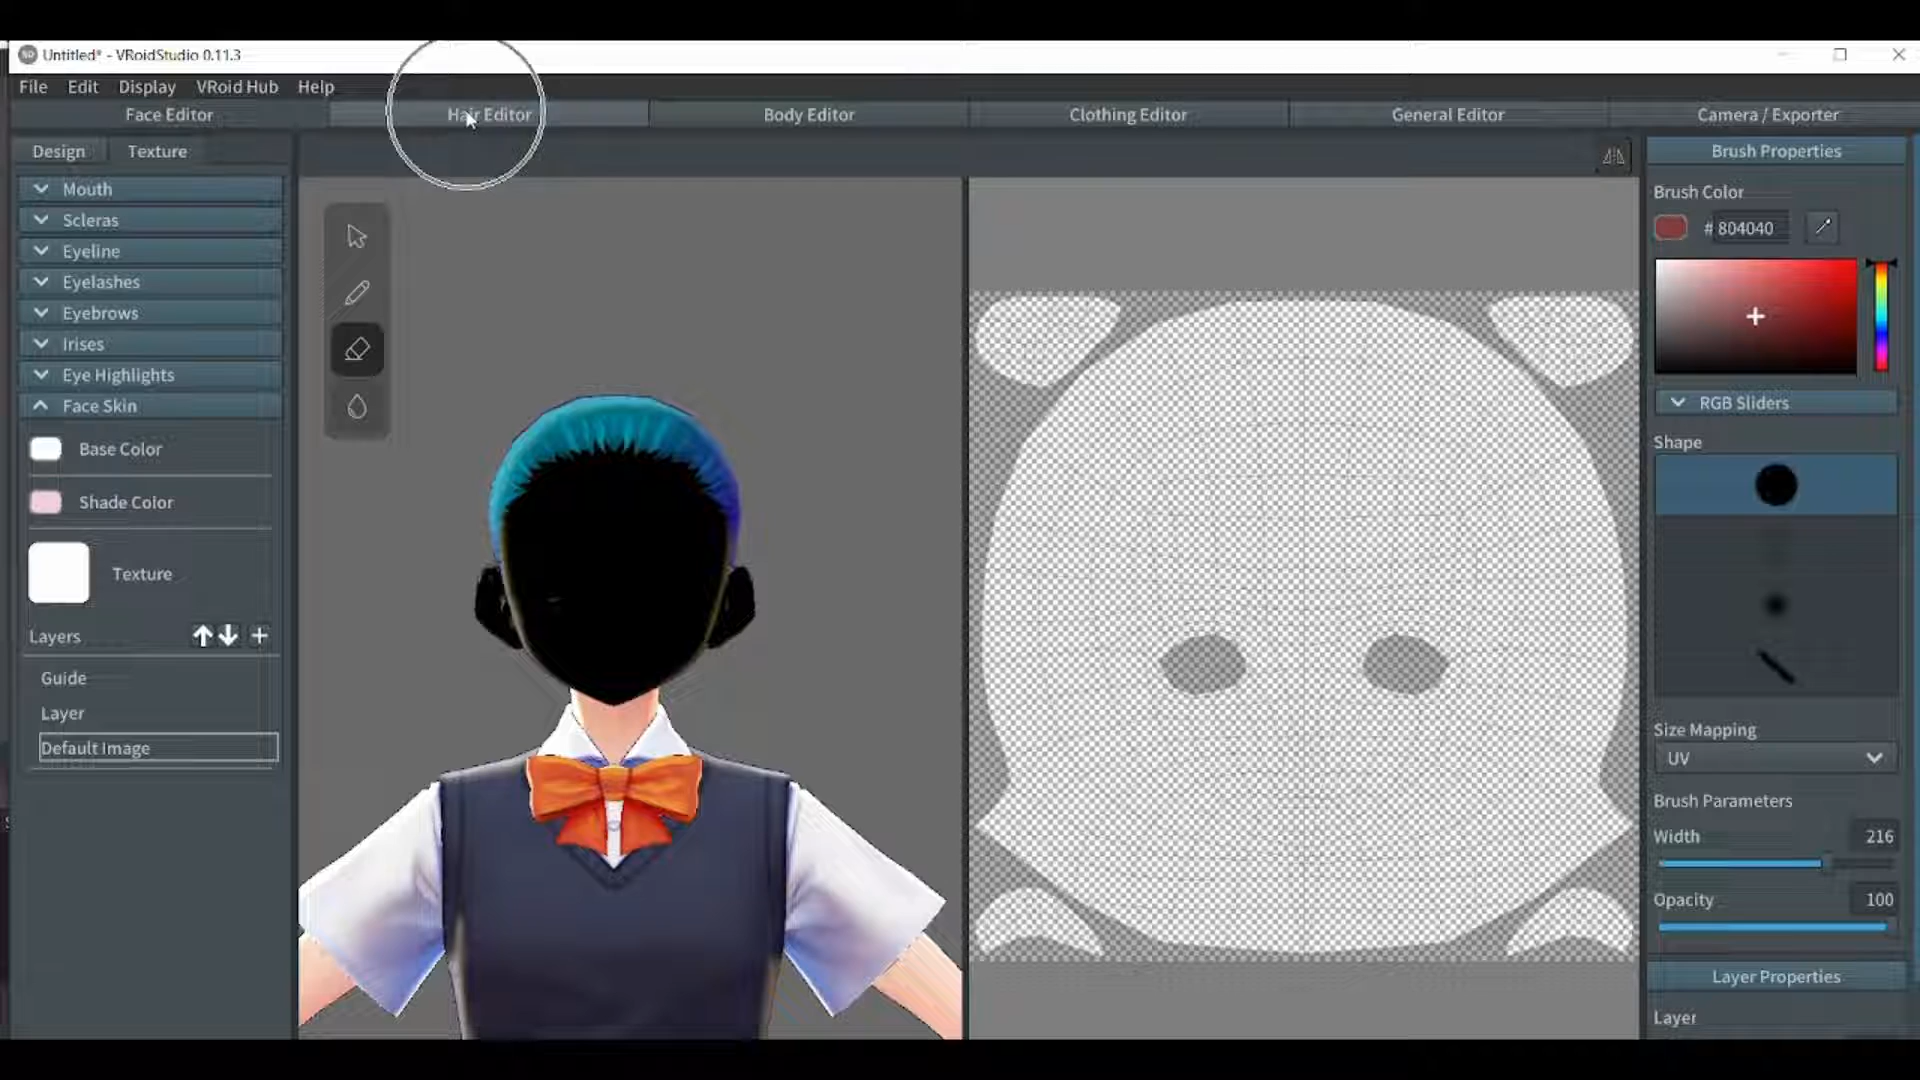 Untitled* - VRoidStudio 0.11.3
File Edit Display VRoid Hub Help
Face Editor Hair Editor Body Editor Clothing Editor General Editor Camera / Exporter
Design Texture
Mouth
Scleras
Eyeline
Eyelashes
Eyebrows
Irises
Eye Highlights
Face Skin
Base Color
Shade Color
Texture
Layers
Guide
Layer
Default Image
Brush Properties
Brush Color
# 804040
RGB Sliders
Shape
Size Mapping
UV
Brush Parameters
Width 216
Opacity 100
Layer Properties
Layer